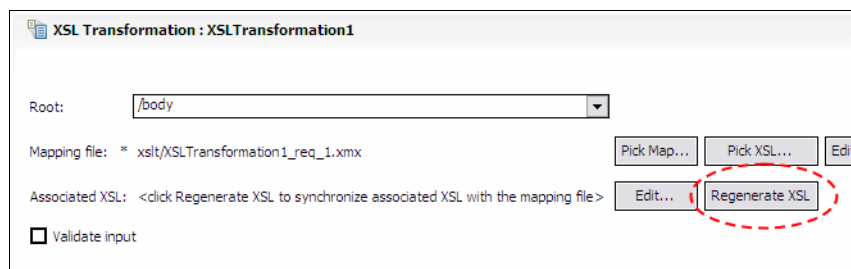 XSL Transformation : XSLTransformation1
Root: /body
Mapping file: * xslt/XSLTransformation1_req_1.xmx Pick Map... Pick XSL... Edi
Associated XSL: <click Regenerate XSL to synchronize associated XSL with the mapping file> Edit... Regenerate XSL
Validate input